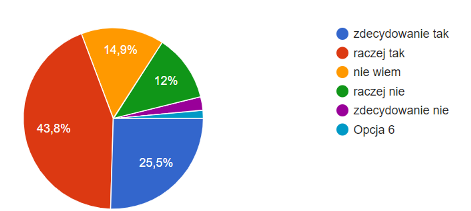 14,9%
12%
43,8%
25,5%
zdecydowanie tak
raczej tak
nie wiem
raczej nie
zdecydowanie nie
Opcja 6